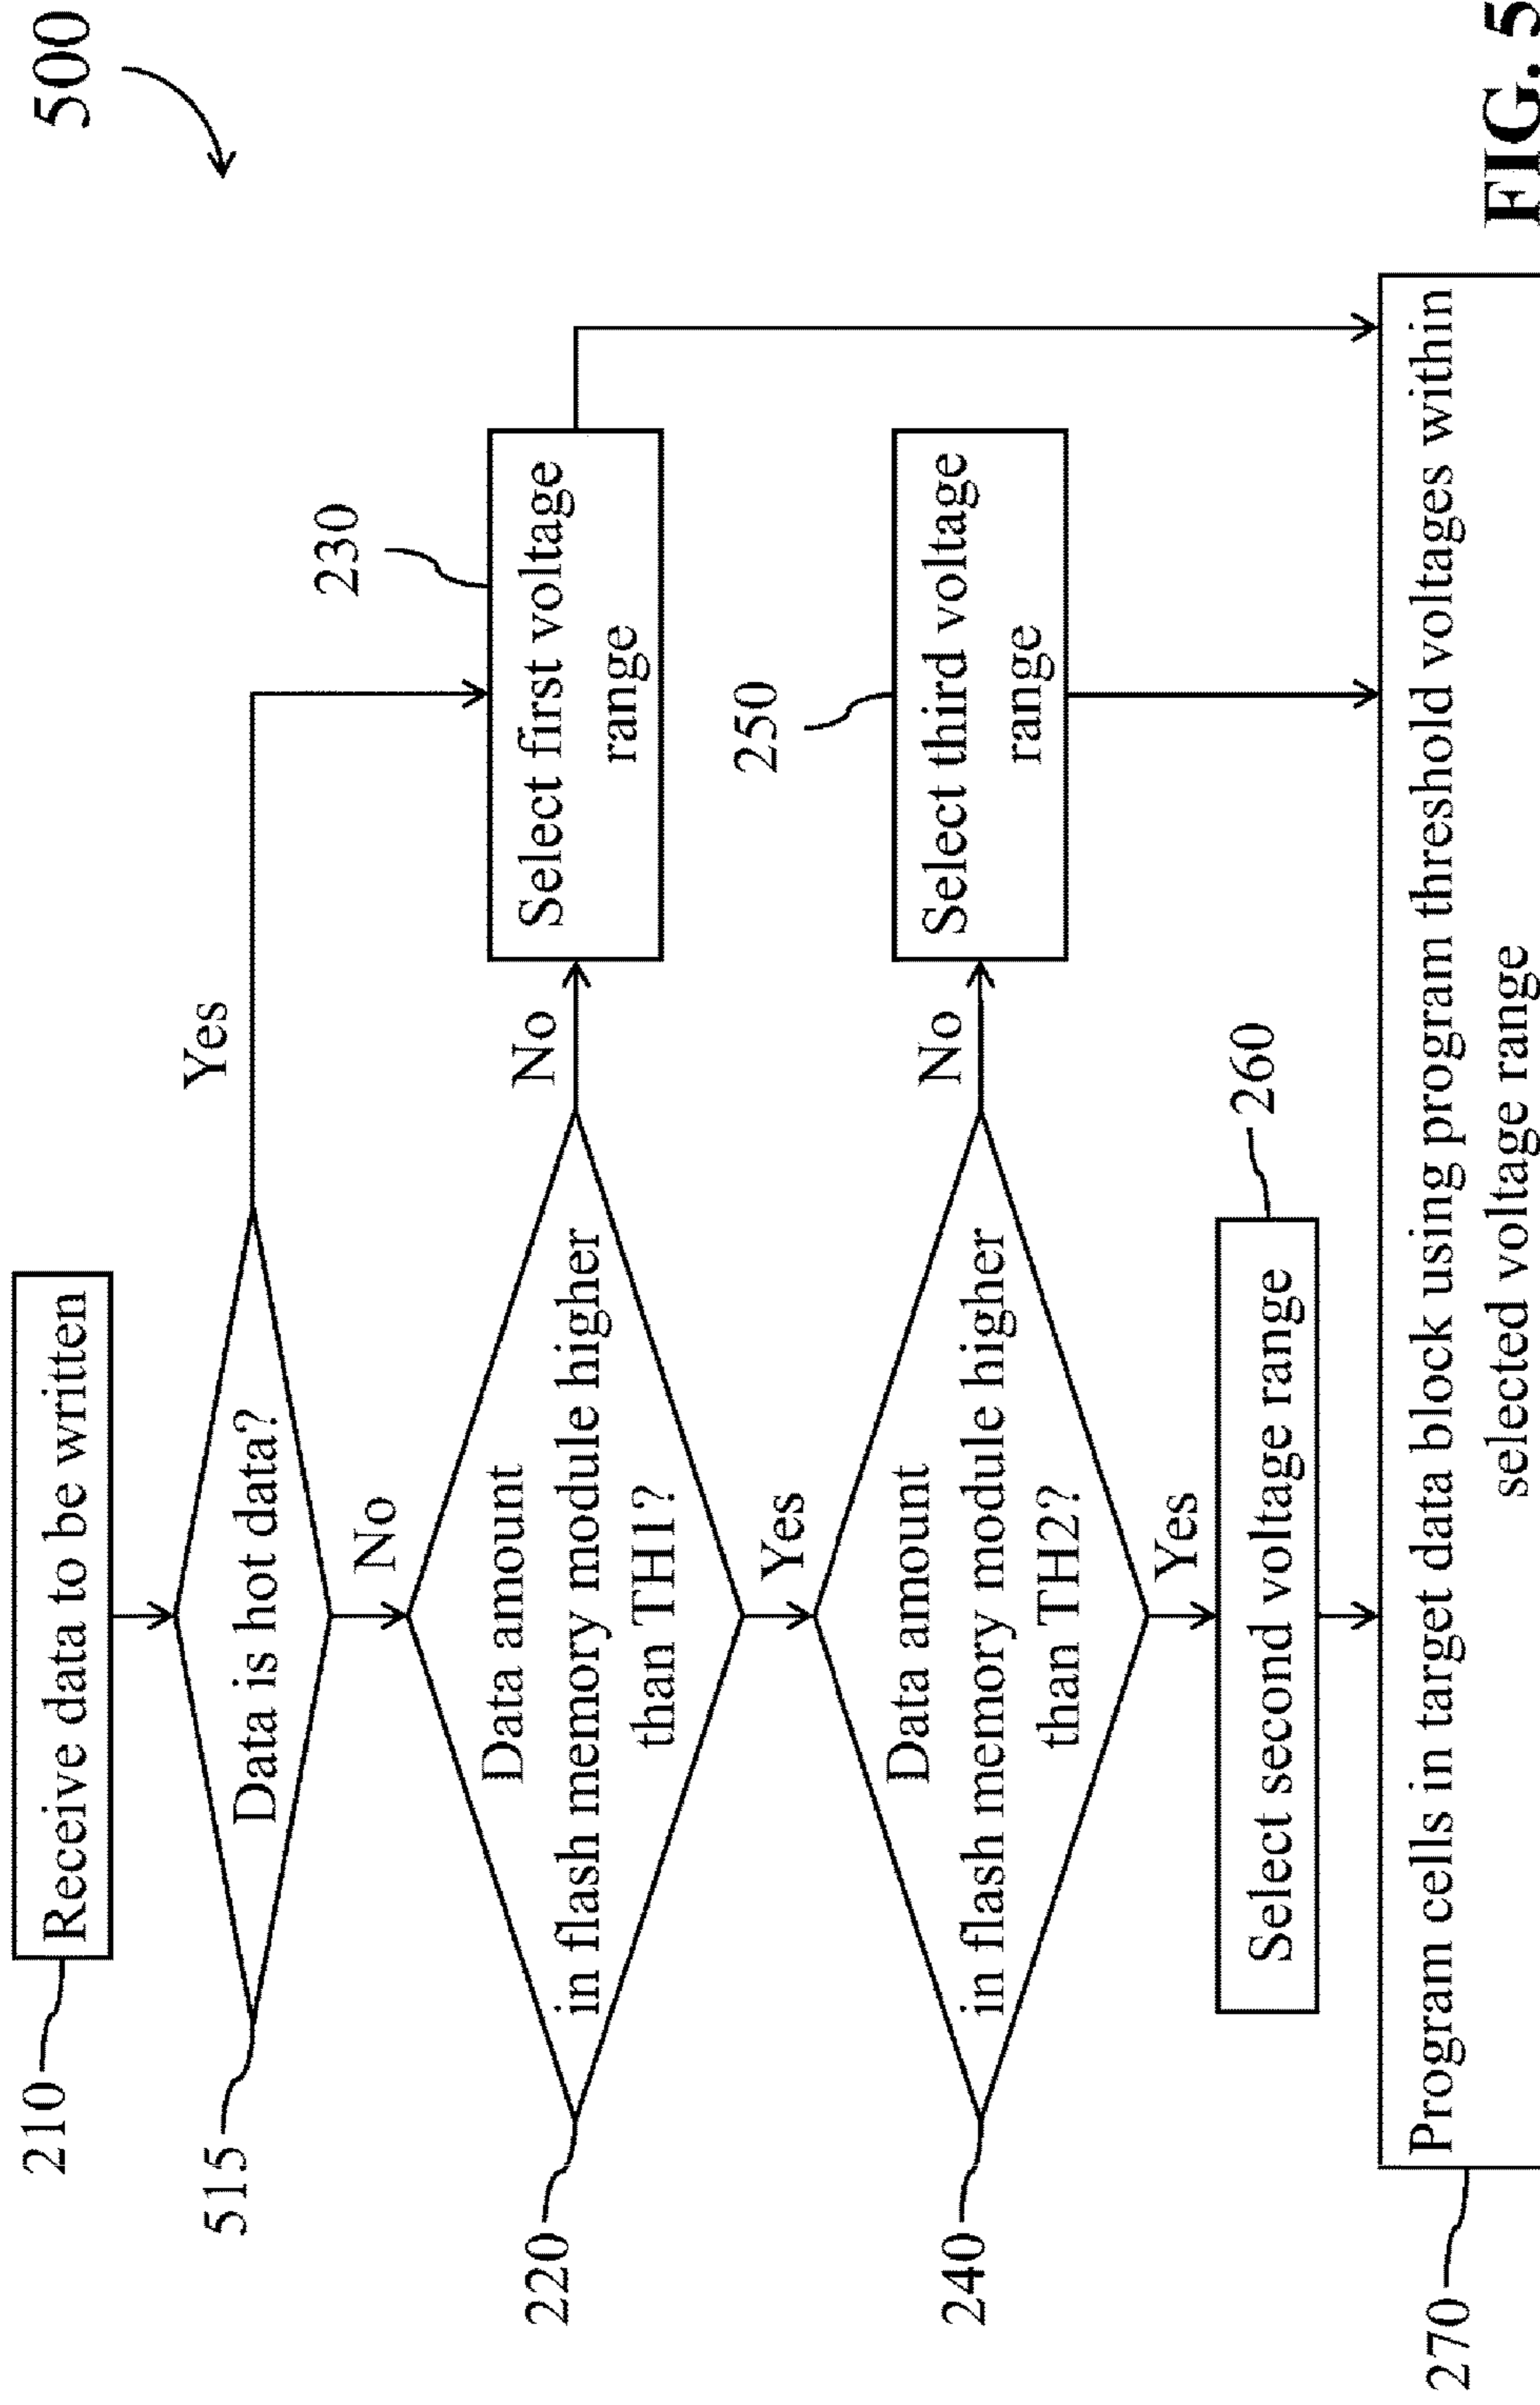 500
210
Receive data to be written
515
Data is hot data?
Yes
No
220
Data amount
in flash memory module higher
than TH1?
No
230
Select first voltage
range
Yes
240
Data amount
in flash memory module higher
than TH2?
No
250
Select third voltage
range
Yes
260
Select second voltage range
270
Program cells in target data block using program threshold voltages within
selected voltage range
FIG. 5